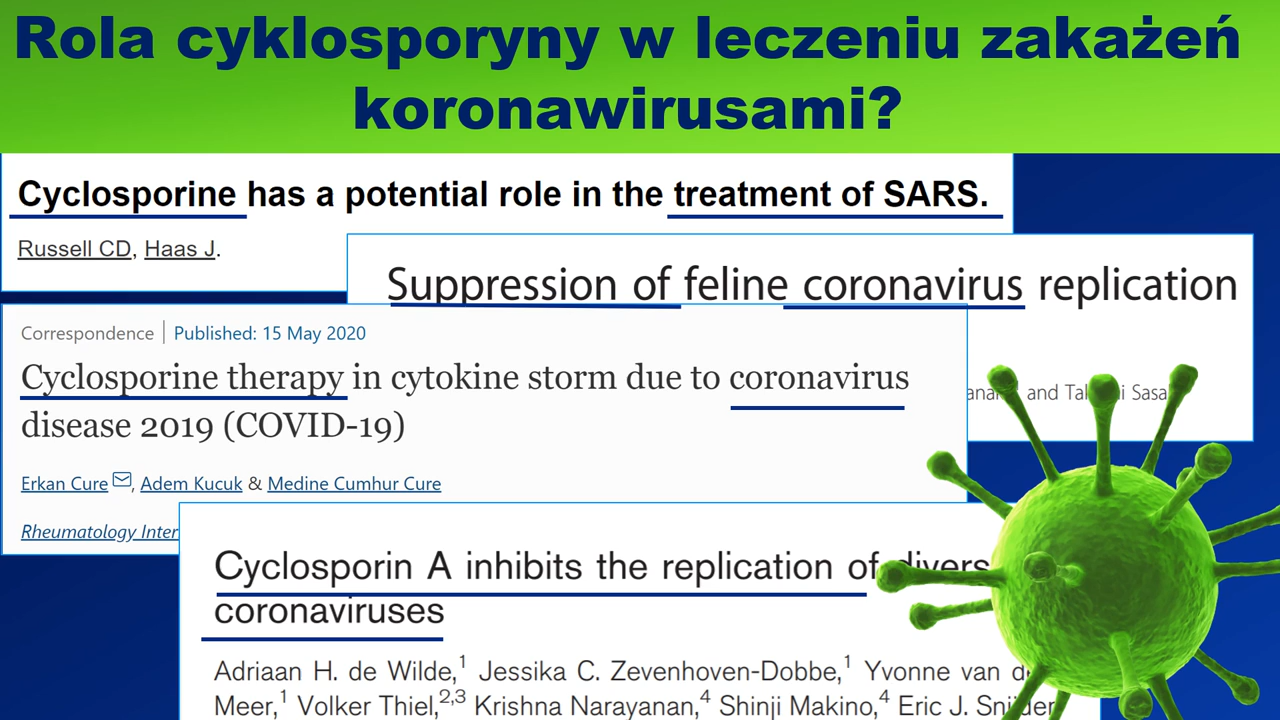 Rola cyklosporyny w leczeniu zakażeń
koronawirusami?
Cyclosporine has a potential role in the treatment of SARS.
Russell CD, Haas J.
Suppression of feline coronavirus replication
Correspondence | Published: 15 May 2020
Cyclosporine therapy in cytokine storm due to coronavirus
disease 2019 (COVID-19)
and
Erkan Cure, Adem Kucuk & Medine Cumhur Cure
Rheumatology Inter
Cyclosporin A inhibits the replication of divers
coronaviruses
Adriaan H. de Wilde,1 Jessika C. Zevenhoven-Dobbe,1 Yvonne van d
Meer,1 Volker Thiel,2,3 Krishna Narayanan,4 Shinji Makino,4 Eric J. Snijder